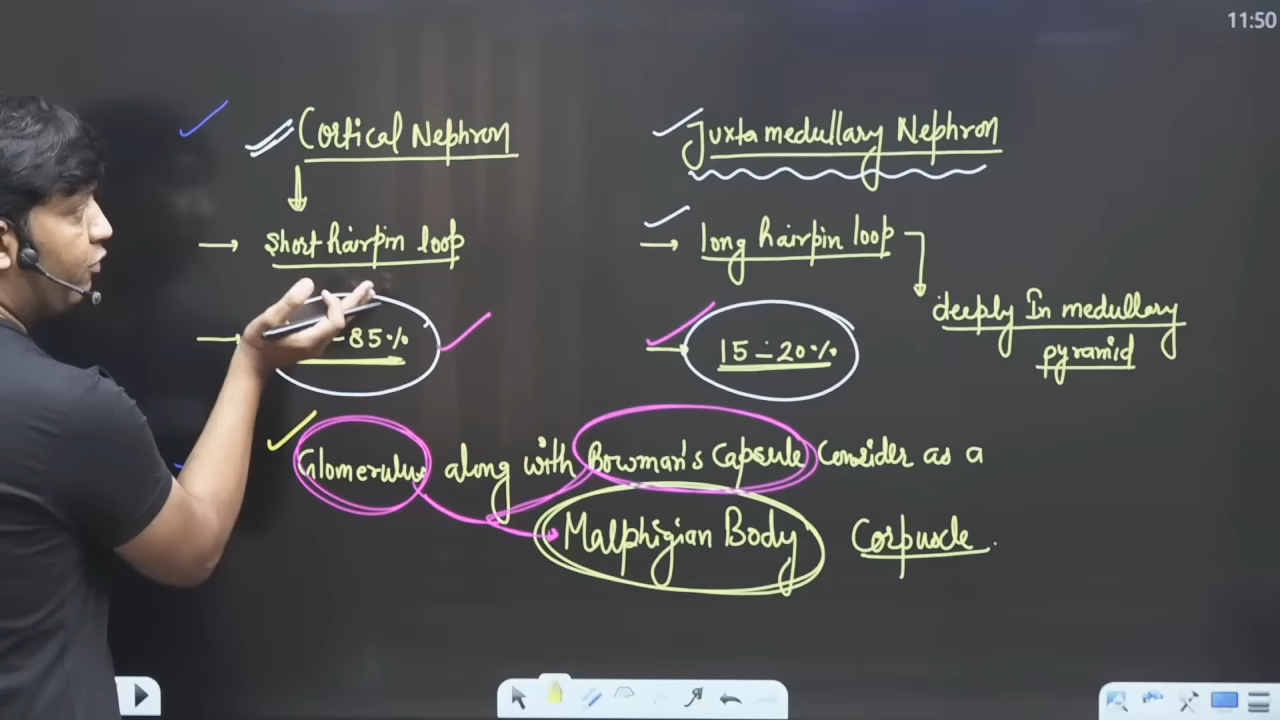 11:50
Cortical Nephron
Juxtamedullary Nephron
short hairpin loop
long hairpin loop
deeply In medullary
pyramid
-85%
15-20%
Glomerulus along with Bowman's Capsule Consider as a
Malphigian Body Corpuscle.